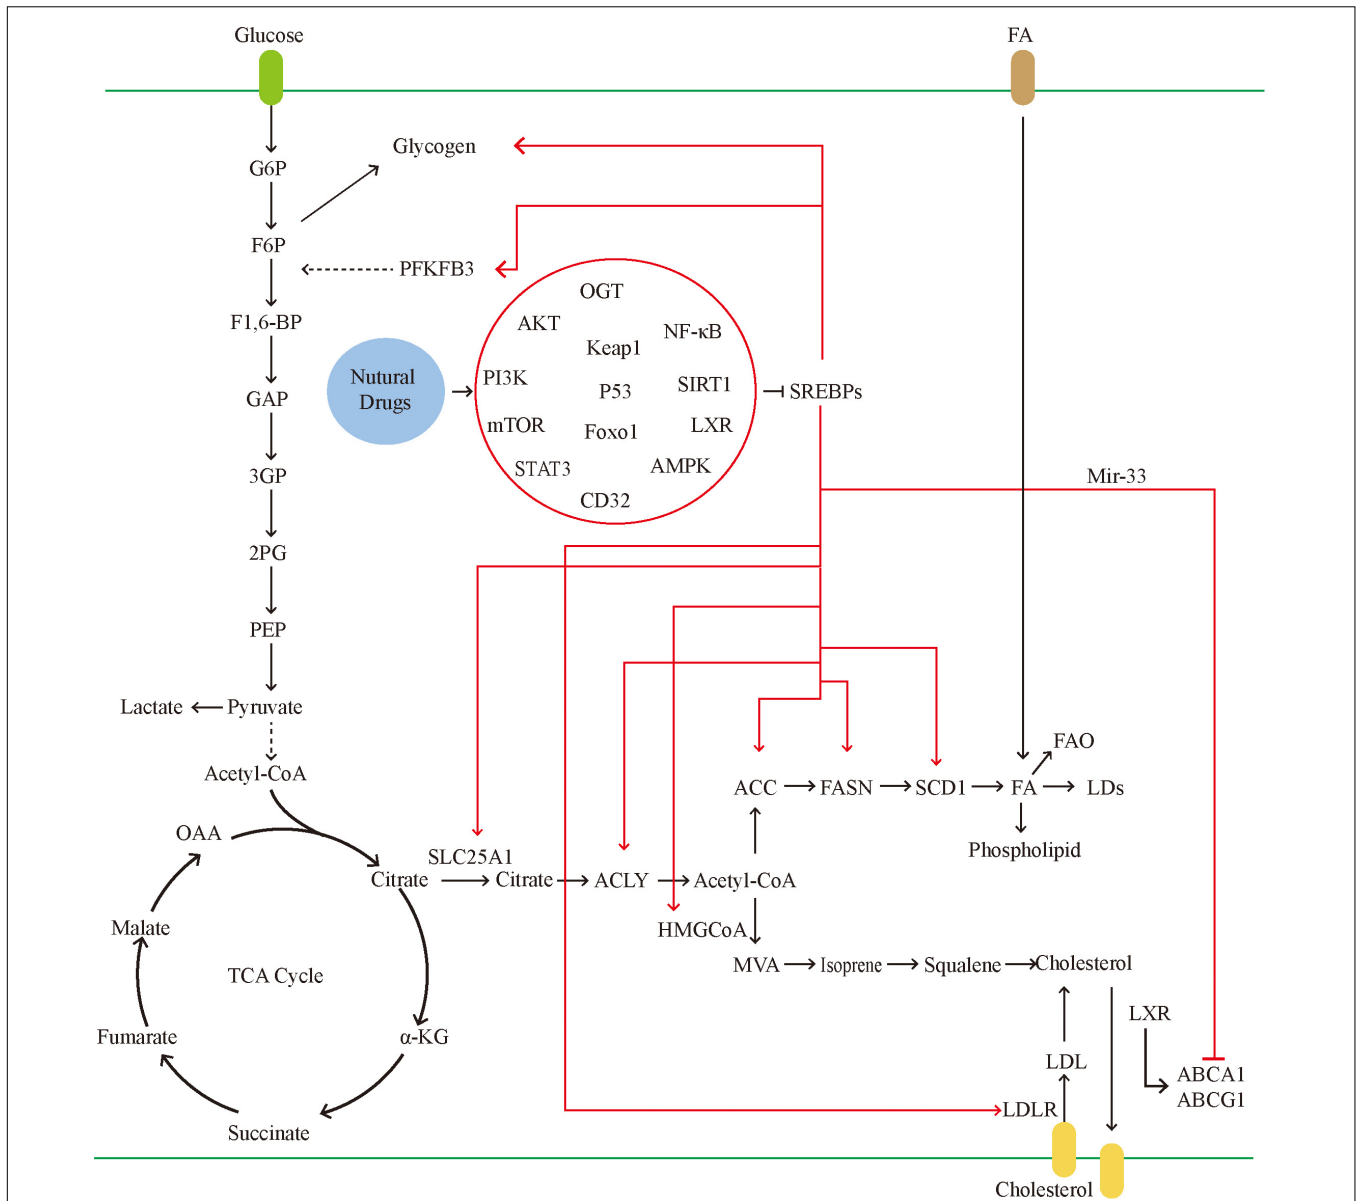 Glucose
FA
Glycogen
G6P
F6P
PFKFB3
OGT
AKT
NF-κB
F1,6-BP
Keap1
Nutural
Drugs
PI3K
P53
SIRT1
SREBPs
GAP
mTOR
Foxo1
LXR
STAT3
AMPK
3GP
Mir-33
CD32
2PG
PEP
Lactate
Pyruvate
FAO
Acetyl-CoA
ACC
FASN
SCD1
FA
LDs
OAA
Phospholipid
SLC25A1
Citrate
Citrate
ACLY
Acetyl-CoA
Malate
HMGCoA
TCA Cycle
MVA
Isoprene
Squalene
Cholesterol
LXR
Fumarate
α-KG
LDL
ABCA1
ABCG1
LDLR
Succinate
Cholesterol